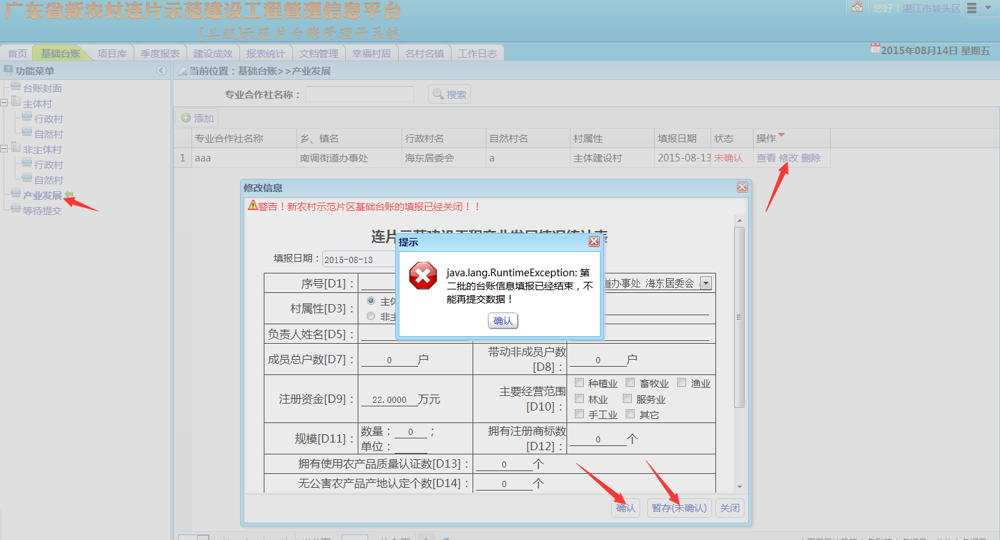 广东省新农村连片示范建设工程管理信息平台
[县级]示范片台账管理子系统
您好！湛江市坡头区
首页 基础台账 项目库 季度报表 建设成效 报表统计 文档管理 幸福村居 名村名镇 工作日志
2015年08月14日 星期五
功能菜单
台账封面
主体村
行政村
自然村
非主体村
行政村
自然村
产业发展
等待提交
当前位置：基础台账>>产业发展
专业合作社名称： 搜索
添加
专业合作社名称 乡、镇名 行政村名 自然村名 村属性 填报日期 状态 操作
1 aaa 南调街道办事处 海东居委会 a 主体建设村 2015-08-13 未确认 查看 修改 删除
修改信息
警告！新农村示范片区基础台账的填报已经关闭！！
连片示范建设工程产业发展情况统计表
填报日期：2015-08-13
提示
java.lang.RuntimeException: 第
二批的台账信息填报已经结束，不
能再提交数据！
确认
序号[D1]： 道办事处 海东居委会
村属性[D3]： 主体
非主
负责人姓名[D5]：
成员总户数[D7]： 0 户 带动非成员户数[D8]： 0 户
注册资金[D9]： 22.0000 万元 主要经营范围[D10]： 种植业 畜牧业 渔业
林业 服务业
手工业 其它
规模[D11]： 数量： 0 ；
单位：
拥有注册商标数[D12]： 0 个
拥有使用农产品质量认证数[D13]： 0 个
无公害农产品产地认定个数[D14]： 0 个
确认 暂存(未确认) 关闭